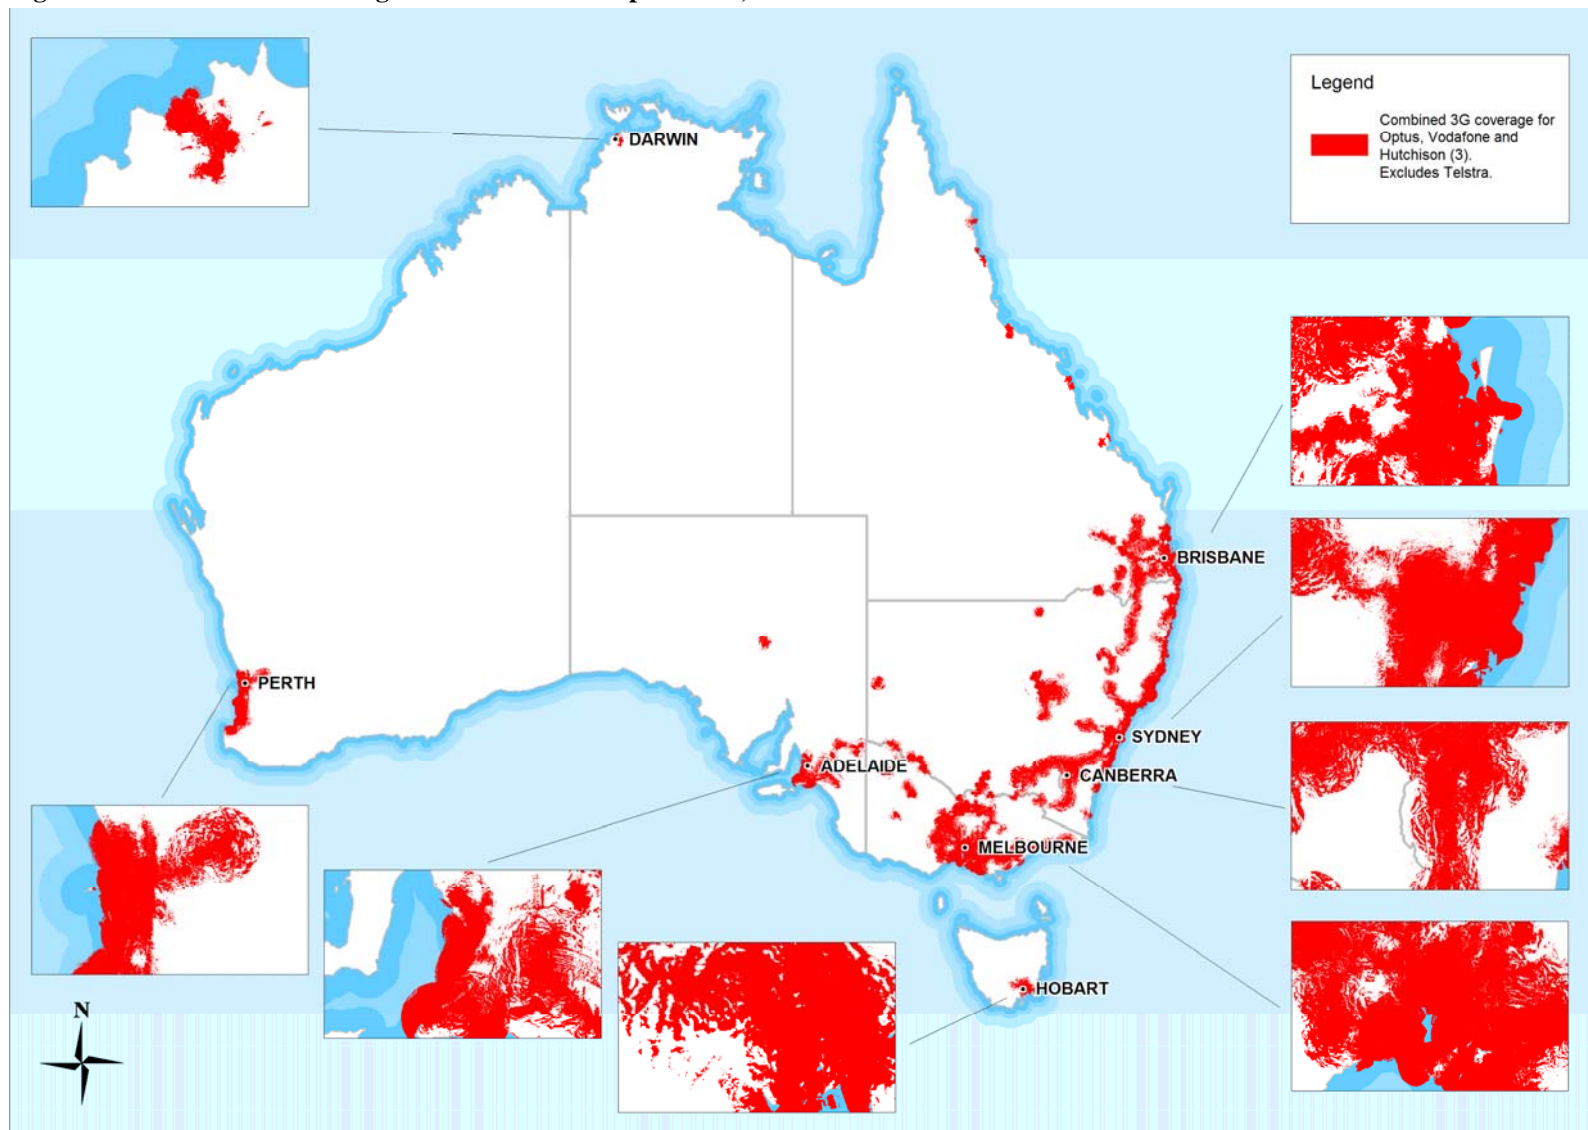 Legend
Combined 3G coverage for
Optus, Vodafone and
Hutchison (3).
Excludes Telstra.
DARWIN
BRISBANE
PERTH
SYDNEY
ADELAIDE
CANBERRA
MELBOURNE
HOBART
N